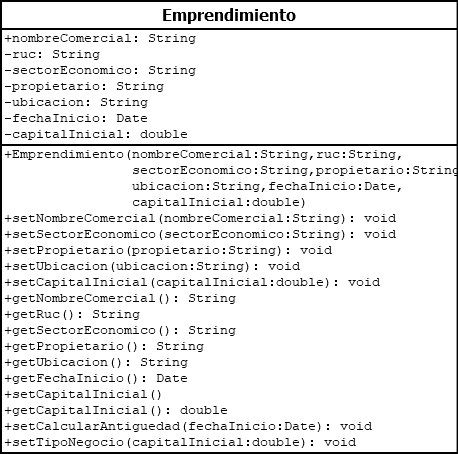 Emprendimiento
+nombreComercial: String
-ruc: String
-sectorEconomico: String
-propietario: String
-ubicacion: String
-fechaInicio: Date
-capitalInicial: double
+Emprendimiento(nombreComercial:String,ruc:String,
sectorEconomico:String,propietario:String
ubicacion:String,fechaInicio:Date,
capitalInicial:double)
+setNombreComercial(nombreComercial:String): void
+setSectorEconomico(sectorEconomico:String): void
+setPropietario(propietario:String): void
+setUbicacion(ubicacion:String): void
+setCapitalInicial(capitalInicial:double): void
+getNombreComercial(): String
+getRuc(): String
+getSectorEconomico(): String
+getPropietario(): String
+getUbicacion(): String
+getFechaInicio(): Date
+setCapitalInicial()
+getCapitalInicial(): double
+setCalcularAntiguedad(fechaInicio:Date): void
+setTipoNegocio(capitalInicial:double): void